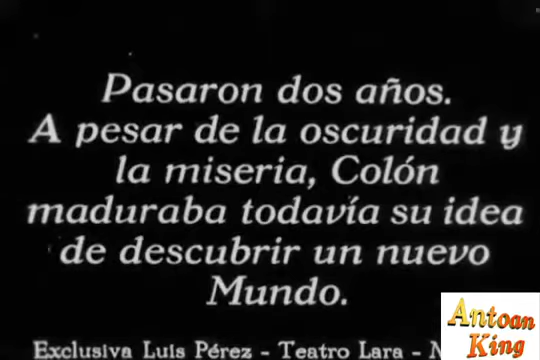 Pasaron dos años.
A pesar de la oscuridad y
la miseria, Colón
maduraba todavía su idea
de descubrir un nuevo
Mundo.
Exclusiva Luis Pérez - Teatro Lara -
Antoan
King